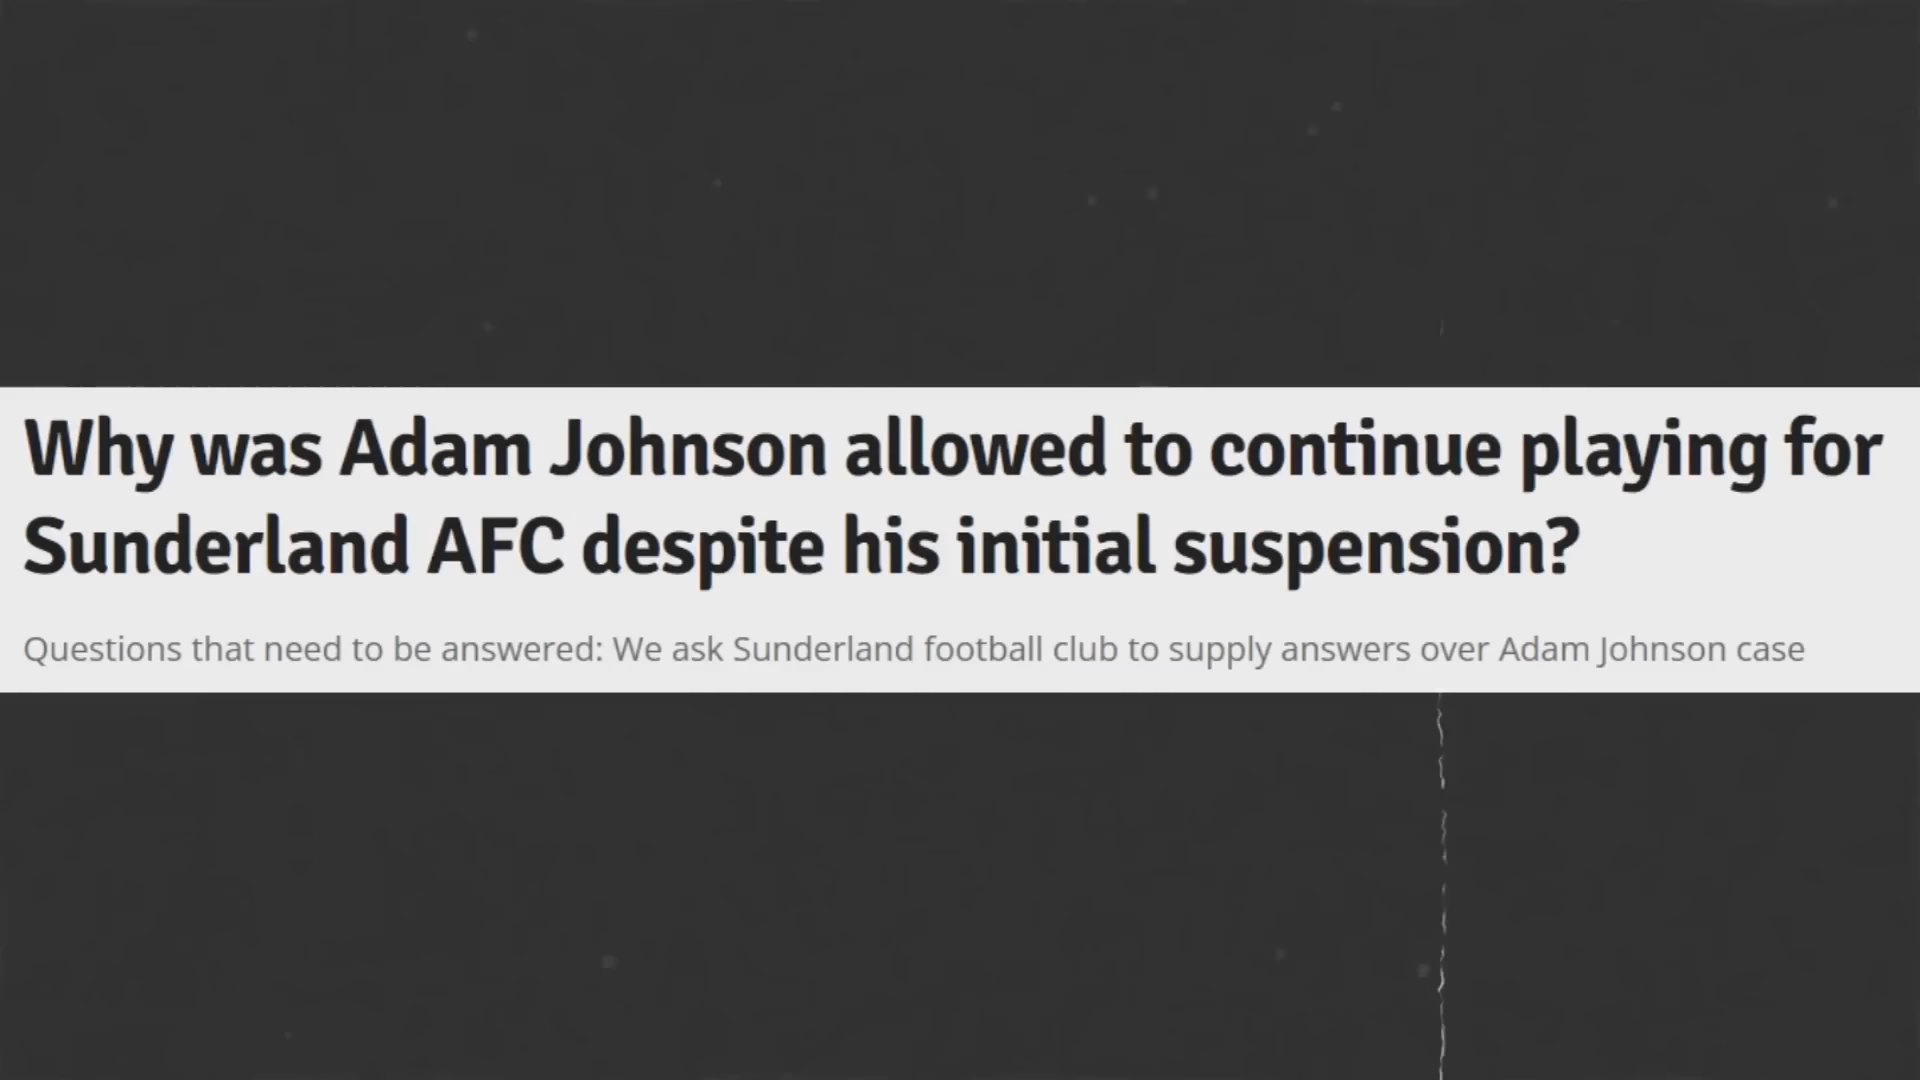 Why was Adam Johnson allowed to continue playing for
Sunderland AFC despite his initial suspension?
Questions that need to be answered: We ask Sunderland football club to supply answers over Adam Johnson case